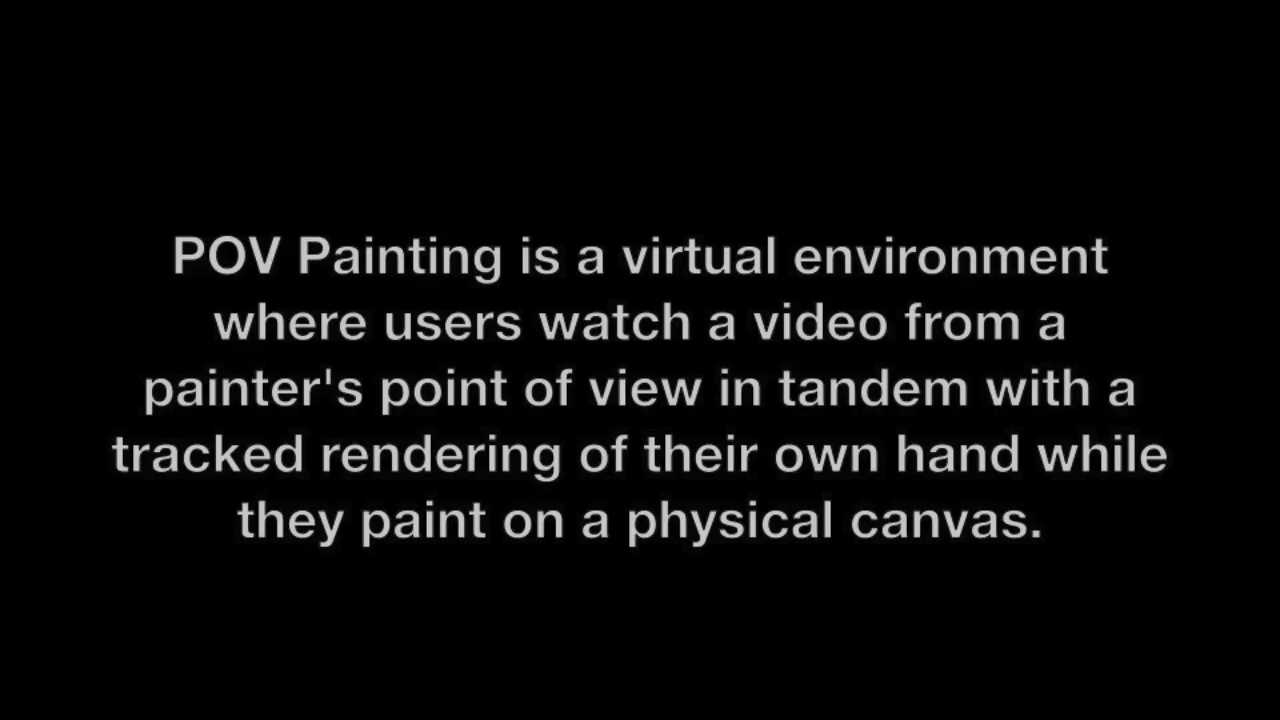 POV Painting is a virtual environment
where users watch a video from a
painter's point of view in tandem with a
tracked rendering of their own hand while
they paint on a physical canvas.